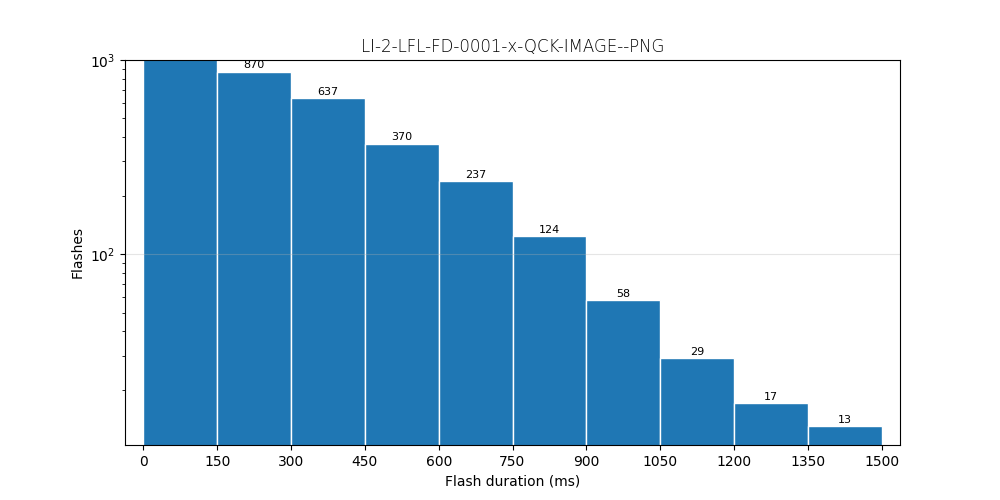 LI-2-LFL-FD-0001-x-QCK-IMAGE--PNG
10³
870
637
370
237
124
10²
58
29
17
13
Flashes
0 150 300 450 600 750 900 1050 1200 1350 1500
Flash duration (ms)